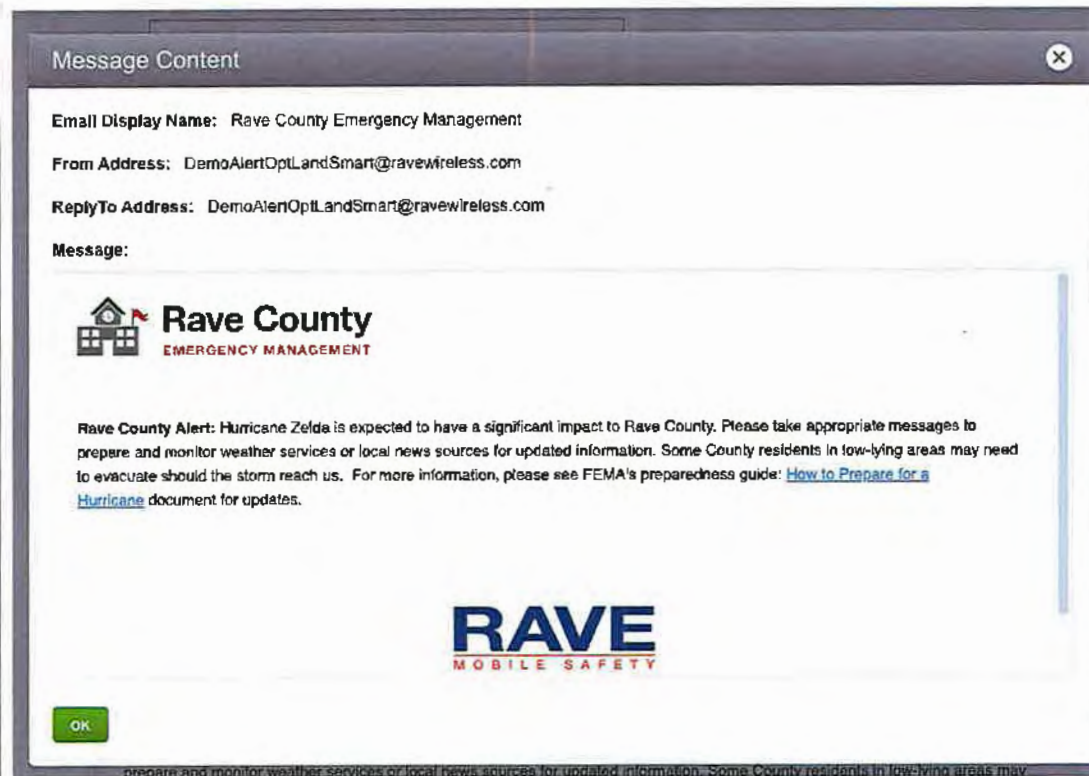 Message Content
Email Display Name: Rave County Emergency Management
From Address: DemoAlertOptLandSmart@ravewireless.com
ReplyTo Address: DemoAlertOptLandSmart@ravewireless.com
Message:
Rave County
EMERGENCY MANAGEMENT
Rave County Alert: Hurricane Zelda is expected to have a significant impact to Rave County. Please take appropriate messages to
prepare and monitor weather services or local news sources for updated information. Some County residents in low-lying areas may need
to evacuate should the storm reach us. For more information, please see FEMA's preparedness guide: How to Prepare for a
Hurricane document for updates.
RAVE
MOBILE SAFETY
OK
prepare and monitor weather services or local news sources for updated information. Some County residents in low-lying areas may